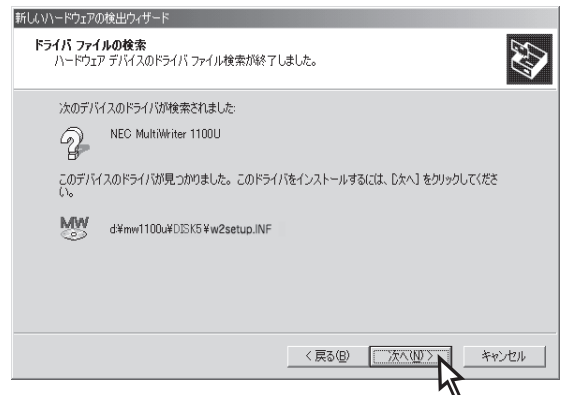 新しいハードウェアの検出ウィザード
ドライバ ファイルの検索
ハードウェア デバイスのドライバ ファイル検索が終了しました。
次のデバイスのドライバが検索されました:
NEC MultiWriter 1100U
このデバイスのドライバが見つかりました。このドライバをインストールするには、[次へ] をクリックしてくださ
い。
MW
d:¥mw1100u¥DISK5¥w2setup.INF
< 戻る(B)
次へ(N) >
キャンセル